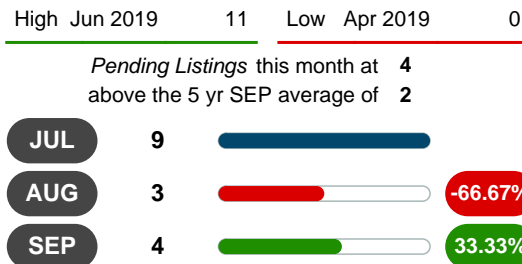 High Jun 2019 11 Low Apr 2019 0
Pending Listings this month at 4
above the 5 yr SEP average of 2
JUL 9
AUG 3 -66.67%
SEP 4 33.33%